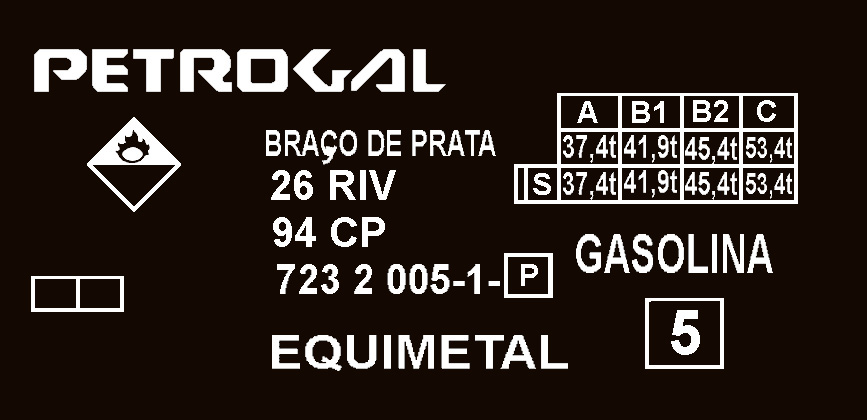 PETROGAL
A B1 B2 C
37,4t 41,9t 45,4t 53,4t
S 37,4t 41,9t 45,4t 53,4t
BRAÇO DE PRATA
26 RIV
94 CP
723 2 005-1-P
GASOLINA
5
EQUIMETAL